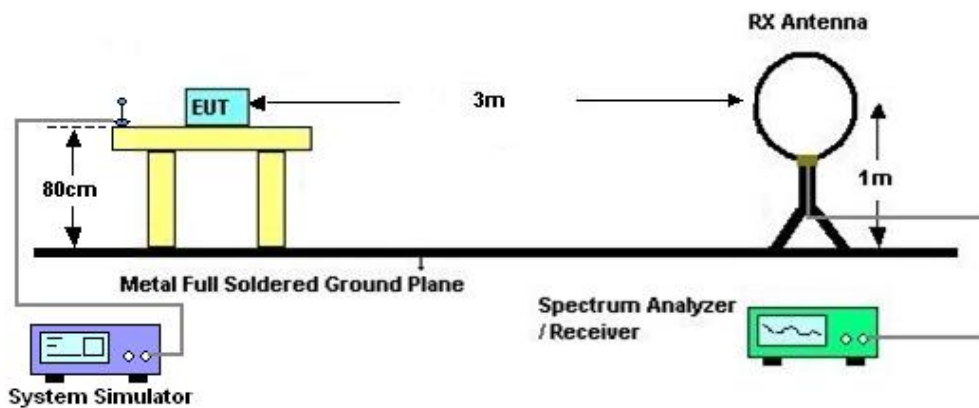 RX Antenna
EUT
3m
80cm
1m
Metal Full Soldered Ground Plane
Spectrum Analyzer
/ Receiver
System Simulator